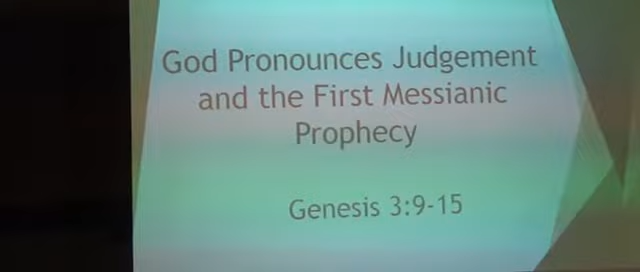 God Pronounces Judgement
and the First Messianic
Prophecy
Genesis 3:9-15